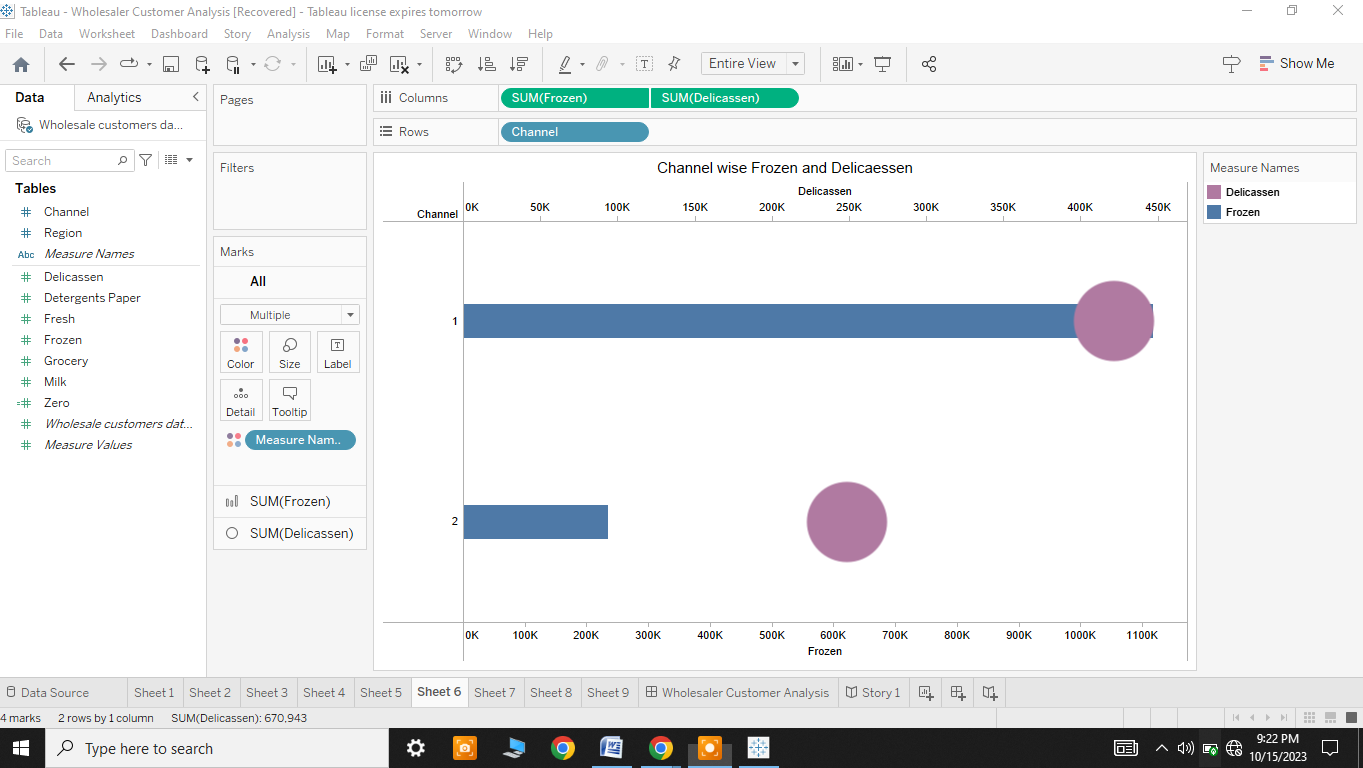 Tableau - Wholesaler Customer Analysis [Recovered] - Tableau license expires tomorrow
File Data Worksheet Dashboard Story Analysis Map Format Server Window Help
Entire View Show Me
Data Analytics
Wholesale customers da...
Search
Tables
Channel
Region
Abc Measure Names
Delicassen
Detergents Paper
Fresh
Frozen
Grocery
Milk
Zero
Wholesale customers dat...
Measure Values
Pages
Filters
Marks
All
Multiple
Color Size Label
Detail Tooltip
Measure Nam..
SUM(Frozen)
SUM(Delicassen)
Columns SUM(Frozen) SUM(Delicassen)
Rows Channel
Channel wise Frozen and Delicaessen
Delicassen
0K 50K 100K 150K 200K 250K 300K 350K 400K 450K
Channel
1
2
0K 100K 200K 300K 400K 500K 600K 700K 800K 900K 1000K 1100K
Frozen
Measure Names
Delicassen
Frozen
Data Source Sheet 1 Sheet 2 Sheet 3 Sheet 4 Sheet 5 Sheet 6 Sheet 7 Sheet 8 Sheet 9 Wholesaler Customer Analysis Story 1
4 marks 2 rows by 1 column SUM(Delicassen): 670,943
Type here to search
9:22 PM
10/15/2023